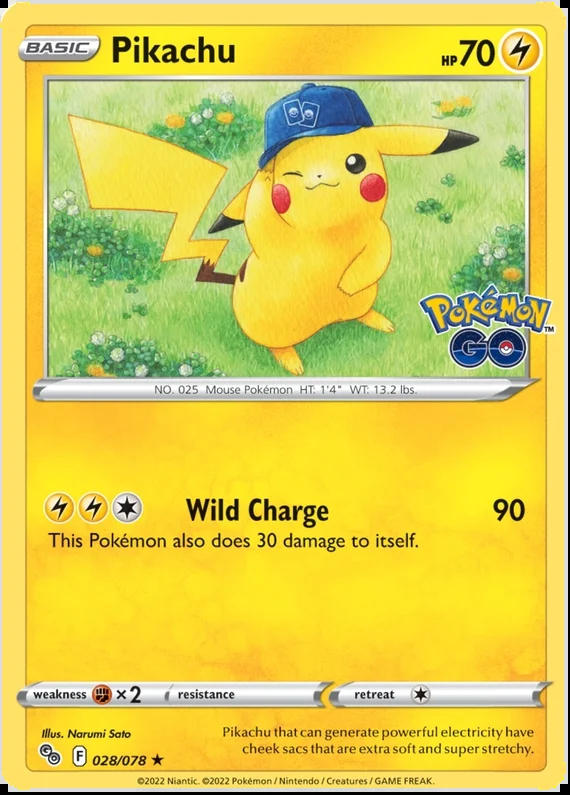 BASIC Pikachu HP 70
Pokémon GO™
NO. 025 Mouse Pokémon HT: 1'4" WT: 13.2 lbs.
Wild Charge 90
This Pokémon also does 30 damage to itself.
weakness ×2 resistance retreat
Illus. Narumi Sato
Pikachu that can generate powerful electricity have
cheek sacs that are extra soft and super stretchy.
F 028/078 ★
©2022 Niantic. ©2022 Pokémon / Nintendo / Creatures / GAME FREAK.